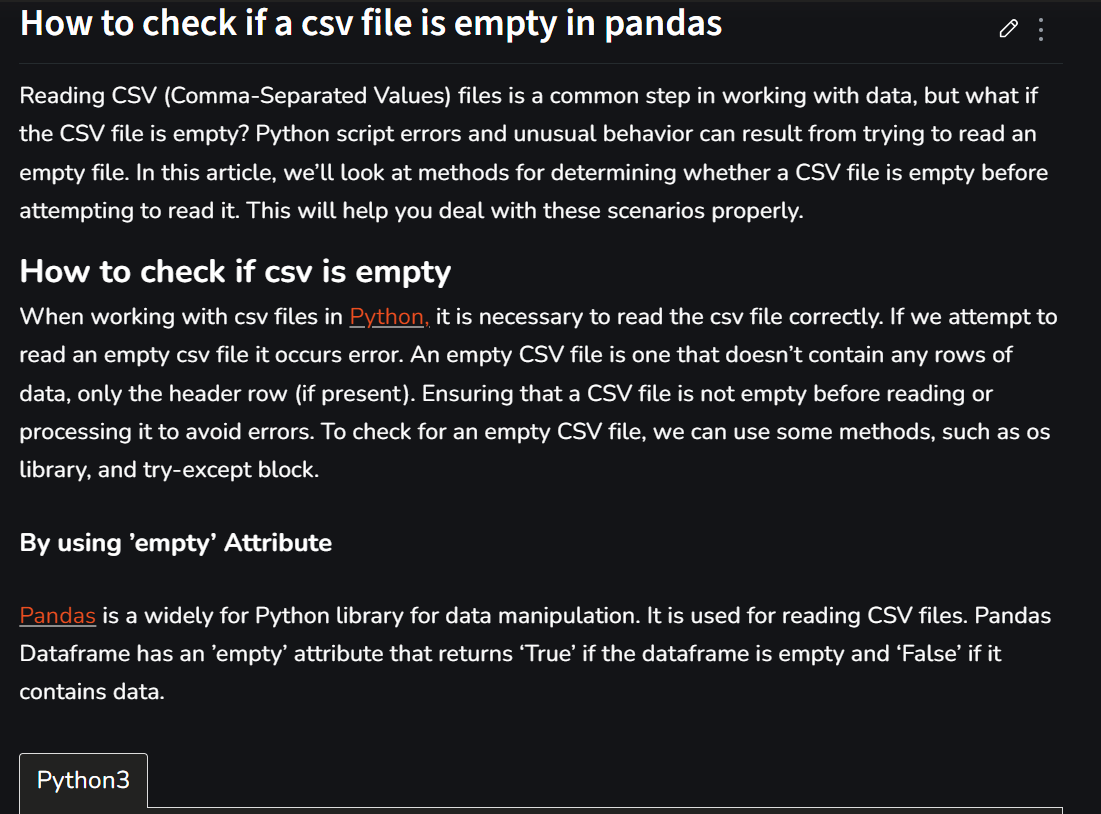 How to check if a csv file is empty in pandas
Reading CSV (Comma-Separated Values) files is a common step in working with data, but what if
the CSV file is empty? Python script errors and unusual behavior can result from trying to read an
empty file. In this article, we’ll look at methods for determining whether a CSV file is empty before
attempting to read it. This will help you deal with these scenarios properly.
How to check if csv is empty
When working with csv files in Python, it is necessary to read the csv file correctly. If we attempt to
read an empty csv file it occurs error. An empty CSV file is one that doesn’t contain any rows of
data, only the header row (if present). Ensuring that a CSV file is not empty before reading or
processing it to avoid errors. To check for an empty CSV file, we can use some methods, such as os
library, and try-except block.
By using ’empty’ Attribute
Pandas is a widely for Python library for data manipulation. It is used for reading CSV files. Pandas
Dataframe has an ’empty’ attribute that returns ‘True’ if the dataframe is empty and ‘False’ if it
contains data.
Python3